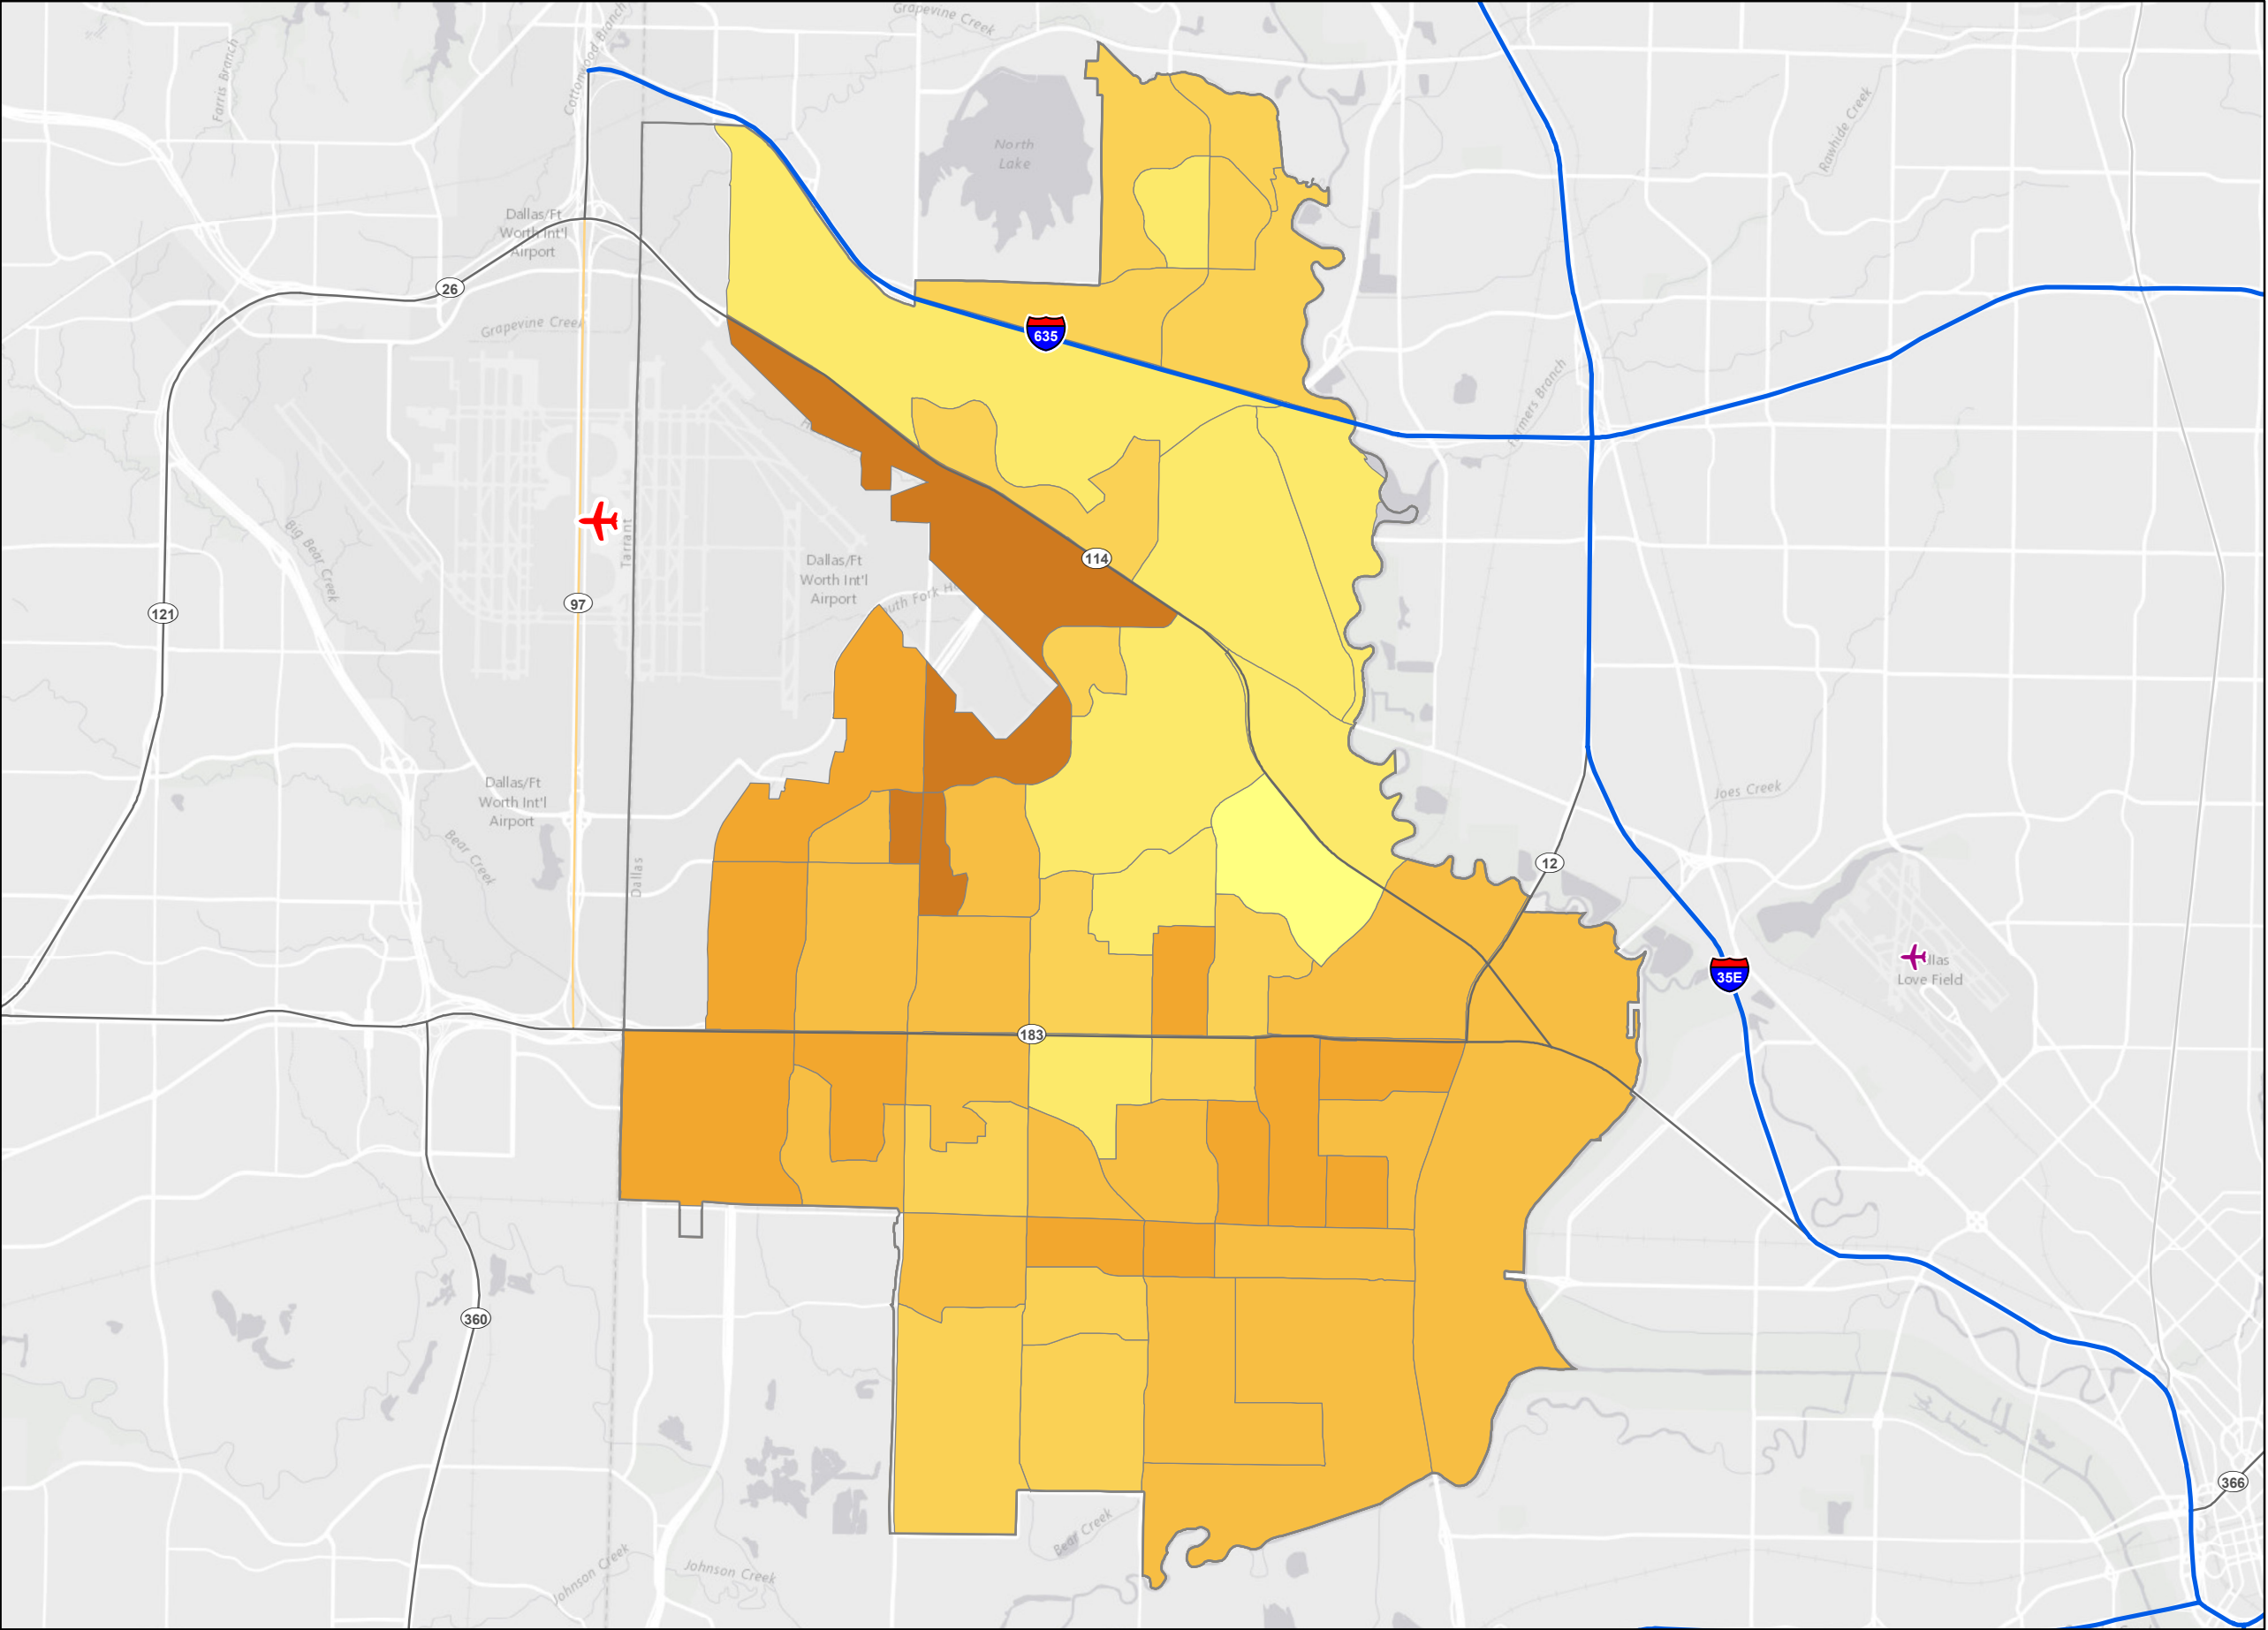 Grapevine Creek
Farris Branch
Cottonwood Branch
Rawhide Creek
North
Lake
Dallas/Ft
Worth Int'l
Airport
26
Grapevine Creek
635
Farmers Branch
Big Bear Creek
Tarrant
114
Dallas/Ft
Worth Int'l
Airport
121
97
Dallas/Ft
Worth Int'l
Airport
Joes Creek
Bear Creek
Dallas
12
Love Field
35E
183
360
366
Bear Creek
Johnson Creek
Johnson Creek